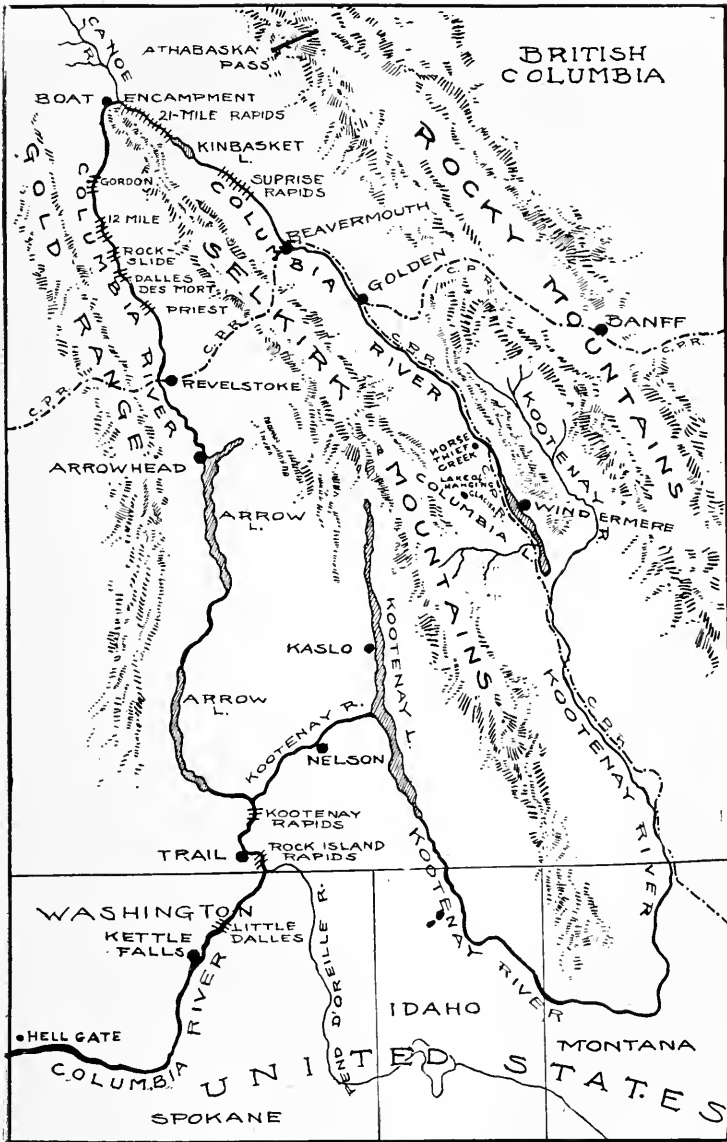 CANOE
ATHABASKA
PASS
BRITISH
COLUMBIA
BOAT
ENCAMPMENT
21-MILE RAPIDS
KINBASKET
L.
SUPRISE
RAPIDS
ROCKY MOUNTAINS
GOLD RANGE
COLUMBIA RIVER
GORDON
12 MILE
ROCK-
SLIDE
DALLES
DES MORT
PRIEST
COLUMBIA RIVER
SELKIRK MOUNTAINS
BEAVERMOUTH
GOLDEN
C.P.
BANFF
C.P.R.
C.P.R.
C.P.R.
C.P.R.
REVELSTOKE
ARROWHEAD
HORSE
THIEF
CREEK
C.P.R.
LAKE OF
HANGING
GLACIERS
COLUMBIA L.
KOOTENAY R.
WINDERMERE
ARROW
L.
KASLO
KOOTENAY L.
ARROW
L.
KOOTENAY R.
NELSON
C.P.R.
KOOTENAY RIVER
KOOTENAY
RAPIDS
TRAIL
ROCK ISLAND
RAPIDS
WASHINGTON
LITTLE
DALLES
KETTLE
FALLS
PEND D'OREILLE R.
KOOTENAY RIVER
IDAHO
MONTANA
HELL GATE
COLUMBIA RIVER
UNITED STATES
SPOKANE